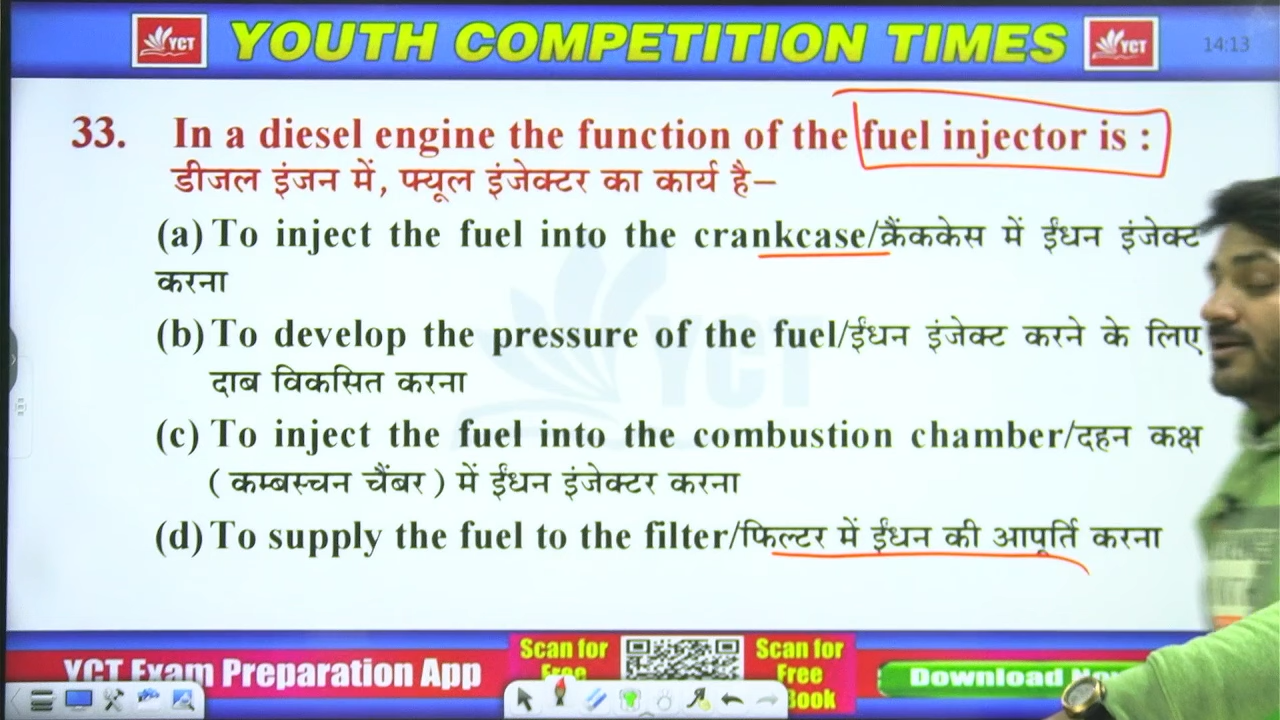 YCT
YOUTH COMPETITION TIMES
YCT
14:13
33. In a diesel engine the function of the fuel injector is :
डीजल इंजन में, फ्यूल इंजेक्टर का कार्य है–
(a) To inject the fuel into the crankcase/क्रैंककेस में ईंधन इंजेक्ट
करना
(b) To develop the pressure of the fuel/ईंधन इंजेक्ट करने के लिए
दाब विकसित करना
(c) To inject the fuel into the combustion chamber/दहन कक्ष
( कम्बस्चन चैंबर ) में ईंधन इंजेक्टर करना
(d) To supply the fuel to the filter/फिल्टर में ईंधन की आपूर्ति करना
YCT
YCT Exam Preparation App
Scan for
Free
Scan for
Free
Book
Download